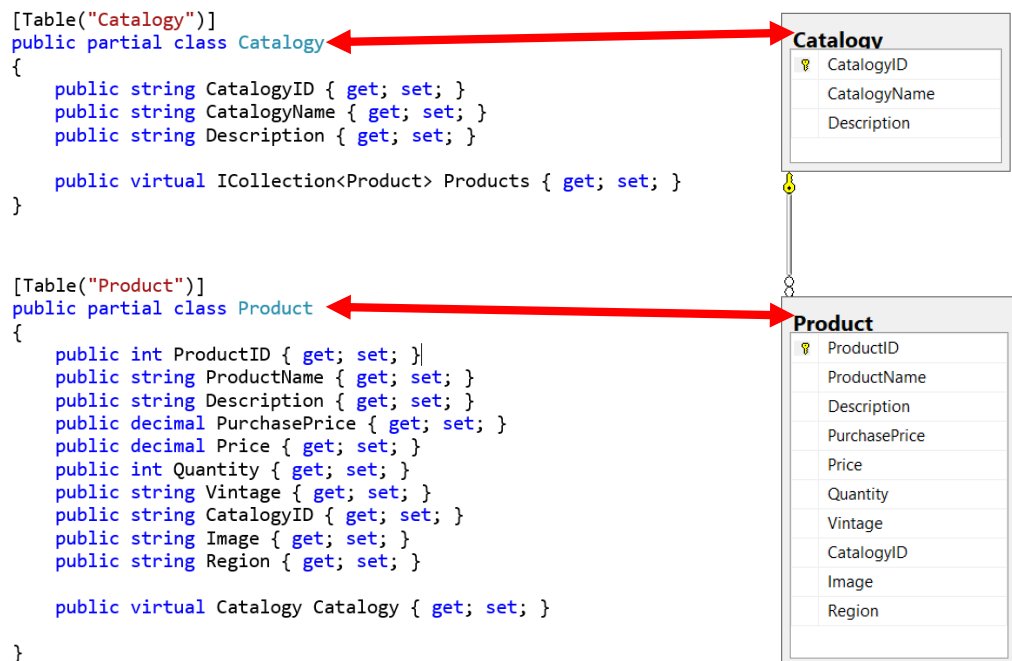 [Table("Catalogy")]
public partial class Catalogy
{
public string CatalogyID { get; set; }
public string CatalogyName { get; set; }
public string Description { get; set; }
public virtual ICollection<Product> Products { get; set; }
}
[Table("Product")]
public partial class Product
{
public int ProductID { get; set; }
public string ProductName { get; set; }
public string Description { get; set; }
public decimal PurchasePrice { get; set; }
public decimal Price { get; set; }
public int Quantity { get; set; }
public string Vintage { get; set; }
public string CatalogyID { get; set; }
public string Image { get; set; }
public string Region { get; set; }
public virtual Catalogy Catalogy { get; set; }
}
Catalogy
CatalogyID
CatalogyName
Description
Product
ProductID
ProductName
Description
PurchasePrice
Price
Quantity
Vintage
CatalogyID
Image
Region